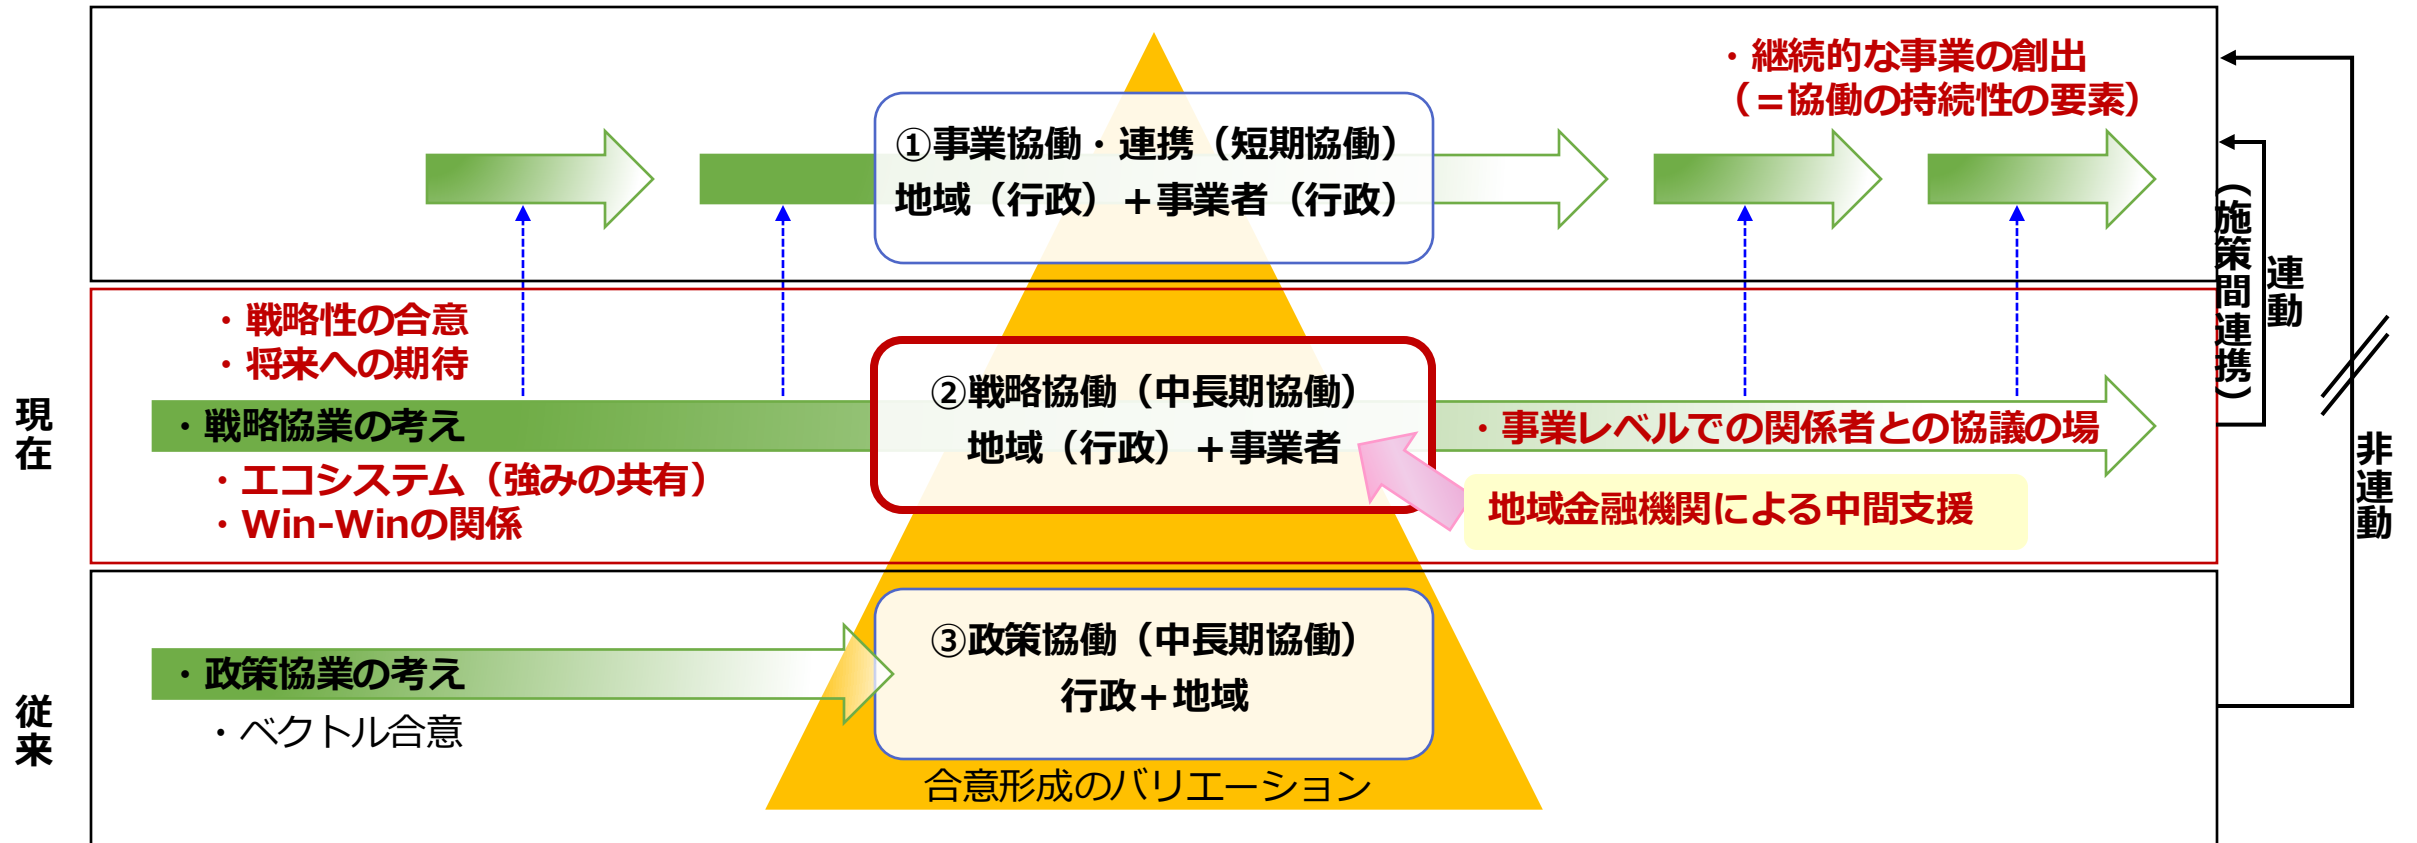 ・継続的な事業の創出
（＝協働の持続性の要素）
①事業協働・連携（短期協働）
地域（行政）＋事業者（行政）
・戦略性の合意
・将来への期待
現在
・戦略協業の考え
・エコシステム（強みの共有）
・Win-Winの関係
②戦略協働（中長期協働）
地域（行政）＋事業者
・事業レベルでの関係者との協議の場
地域金融機関による中間支援
従来
・政策協業の考え
・ベクトル合意
③政策協働（中長期協働）
行政＋地域
合意形成のバリエーション
（施策間連携）
連動
非連動